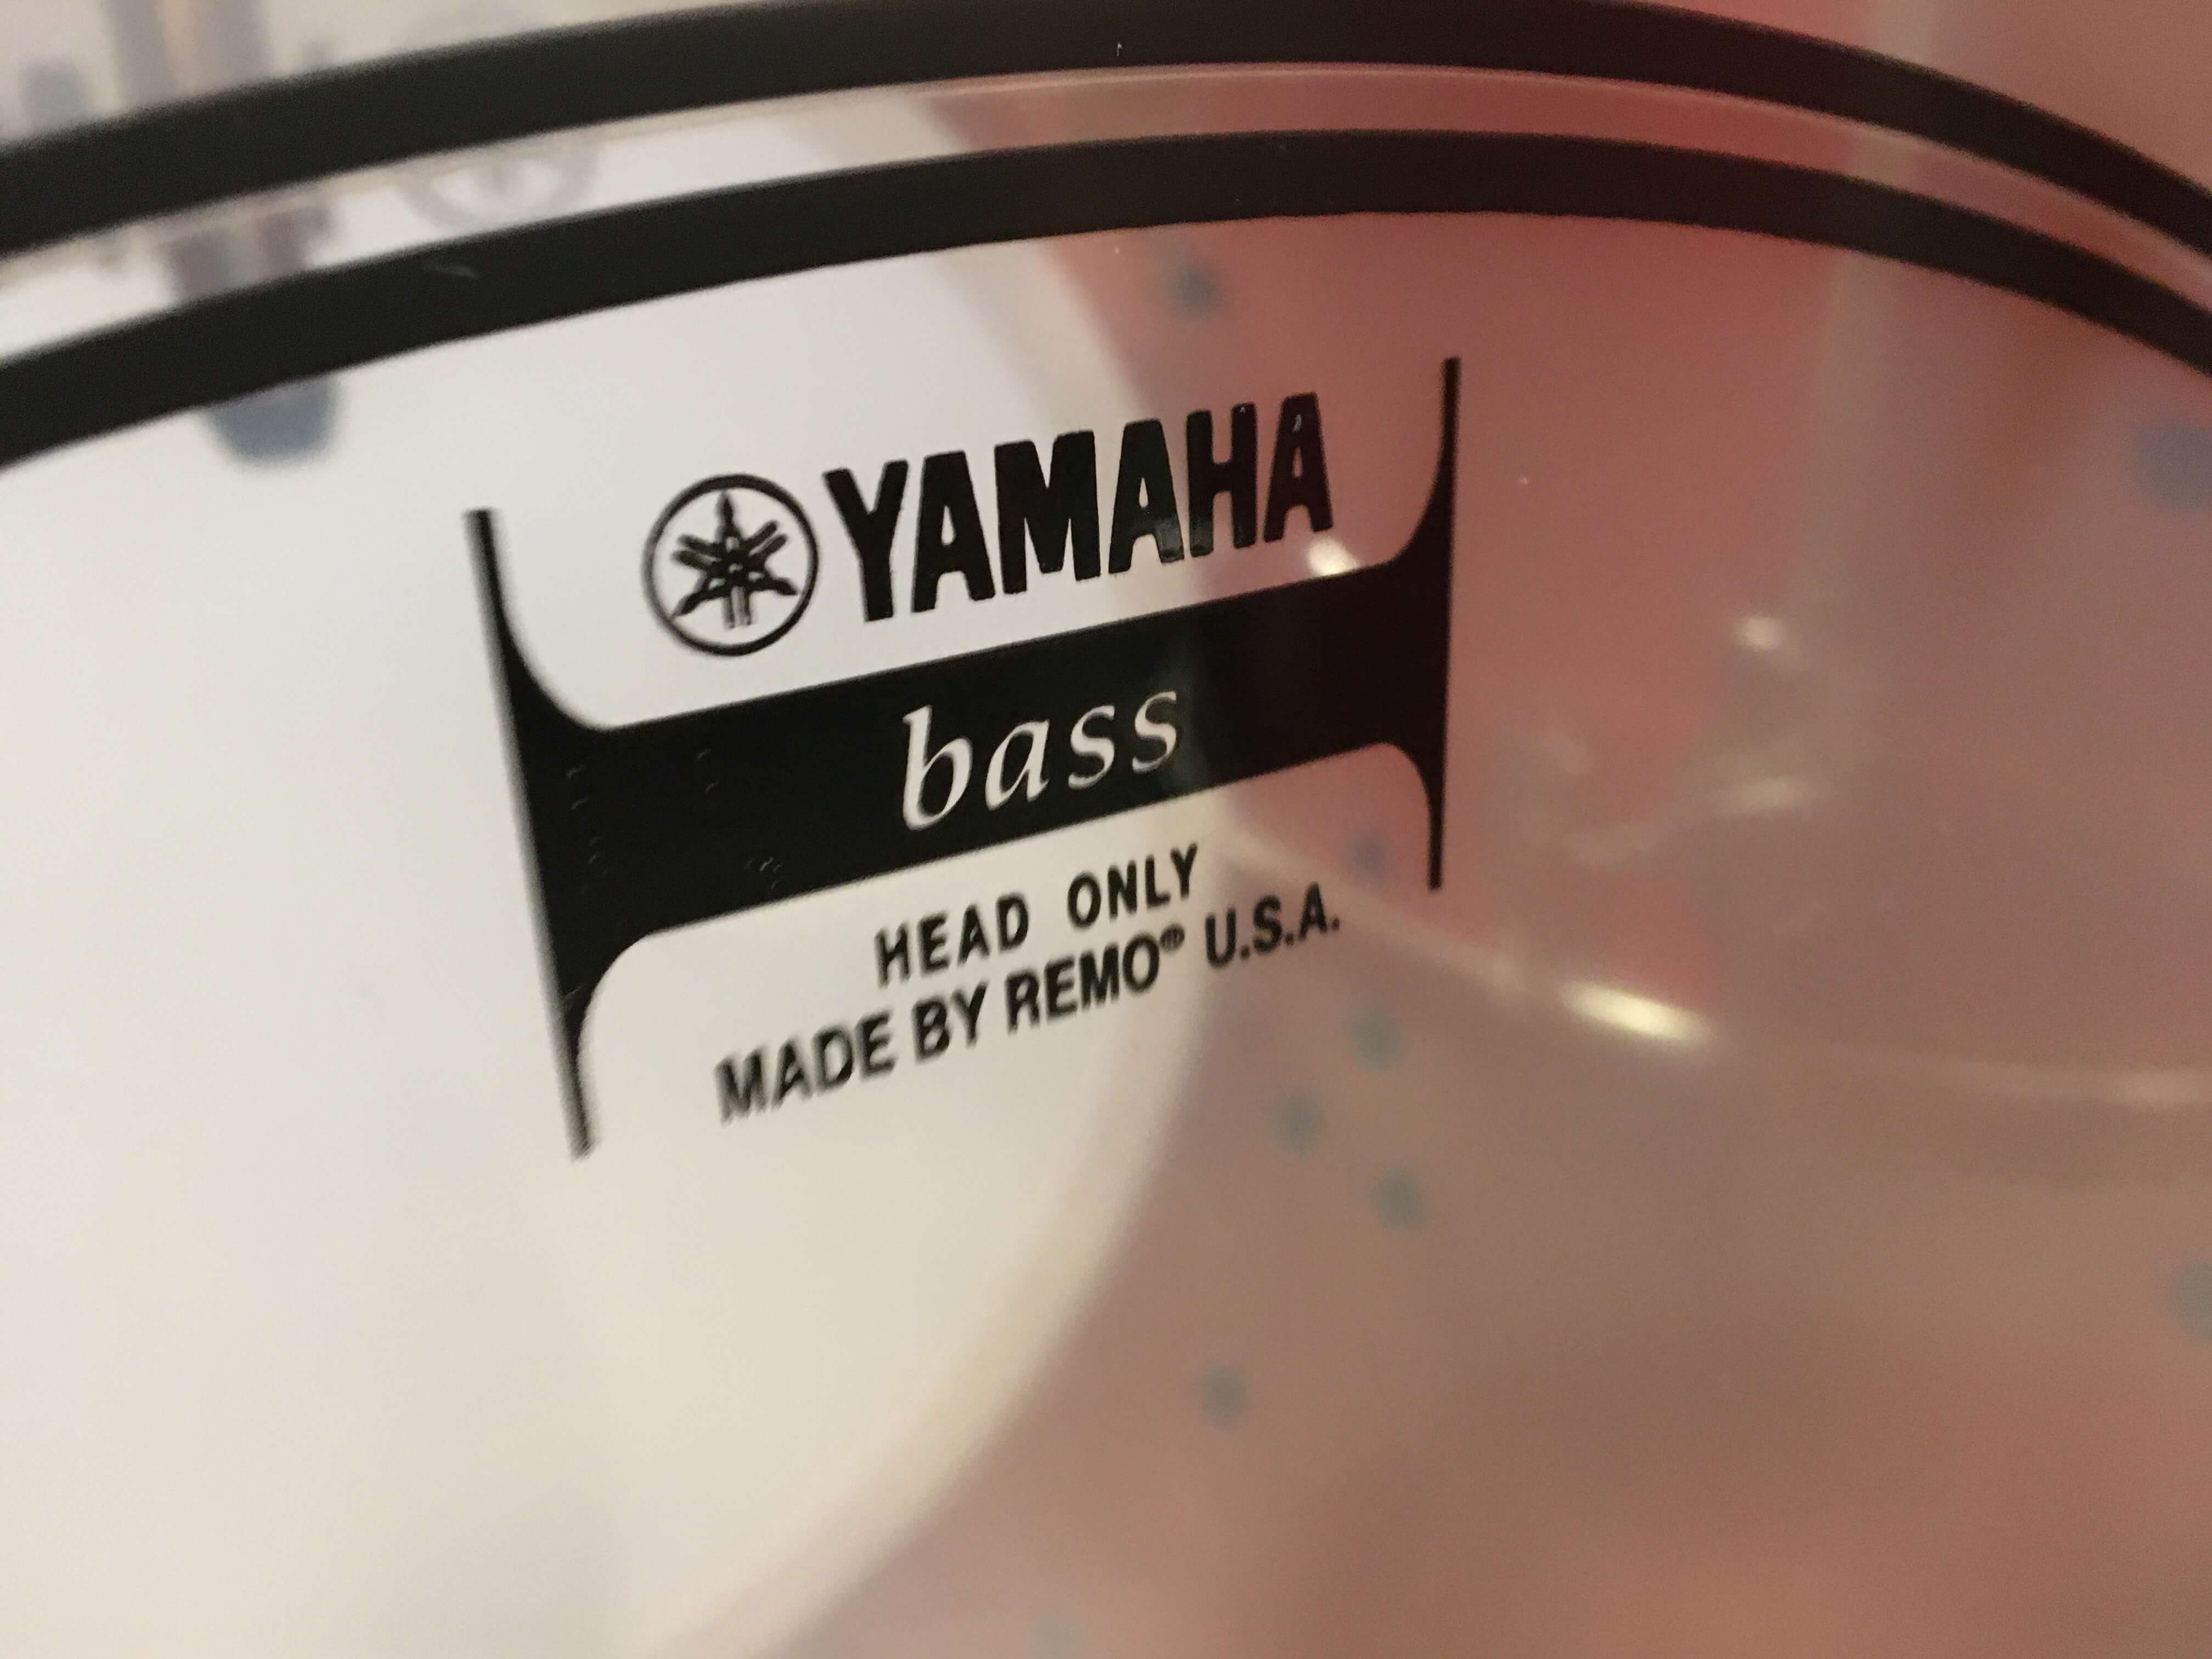 YAMAHA
bass
HEAD ONLY
MADE BY REMO® U.S.A.